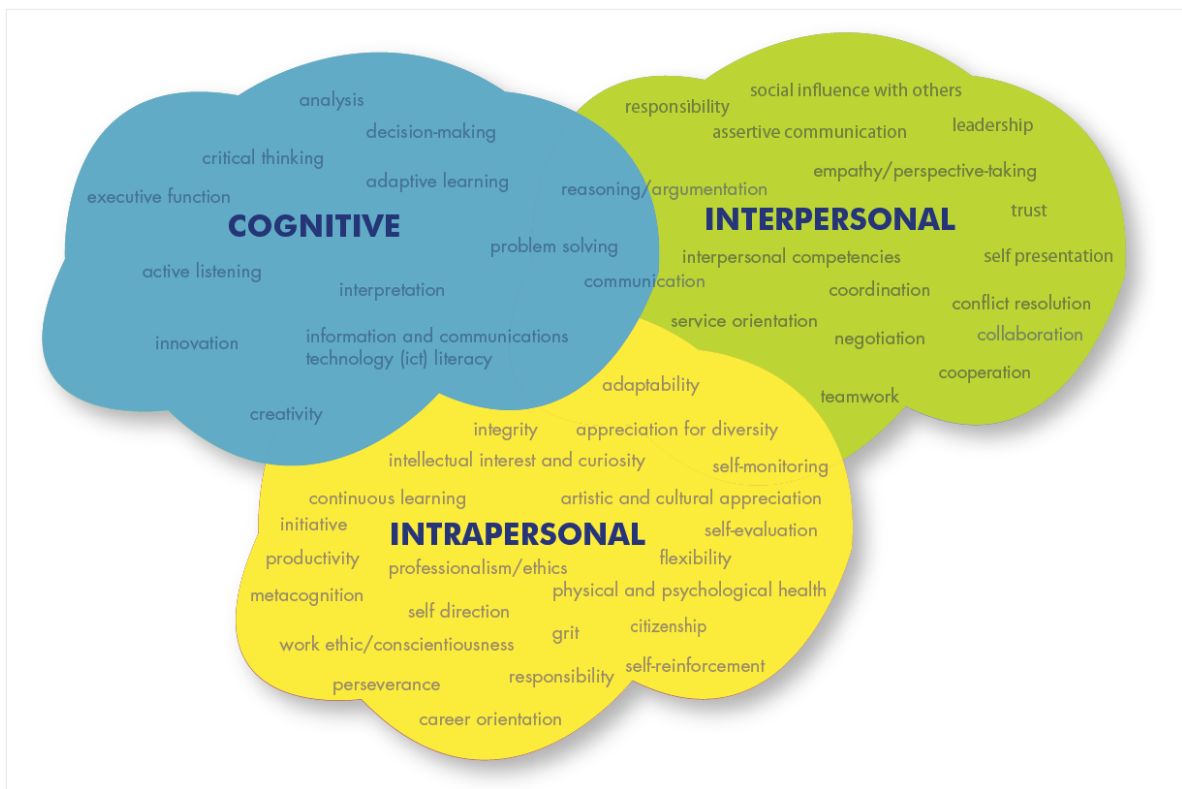 analysis
decision-making
critical thinking
adaptive learning
executive function
COGNITIVE
problem solving
active listening
interpretation
communication
innovation
information and communications
technology (ict) literacy
creativity
social influence with others
responsibility
assertive communication
leadership
empathy/perspective-taking
reasoning/argumentation
trust
INTERPERSONAL
interpersonal competencies
self presentation
coordination
conflict resolution
service orientation
negotiation
collaboration
cooperation
teamwork
adaptability
integrity
appreciation for diversity
intellectual interest and curiosity
self-monitoring
continuous learning
artistic and cultural appreciation
initiative
INTRAPERSONAL
self-evaluation
productivity
professionalism/ethics
flexibility
metacognition
physical and psychological health
self direction
work ethic/conscientiousness
grit
citizenship
perseverance
responsibility
self-reinforcement
career orientation